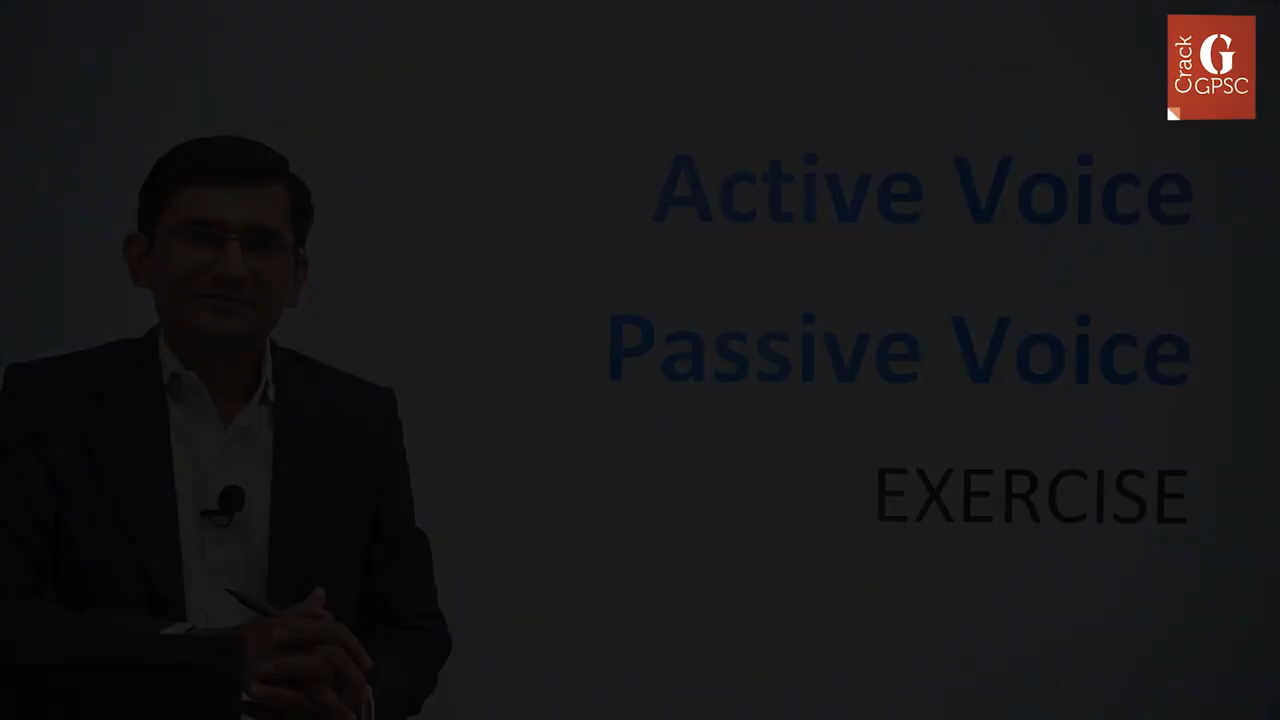 Crack
G
GPSC
Active Voice
Passive Voice
EXERCISE